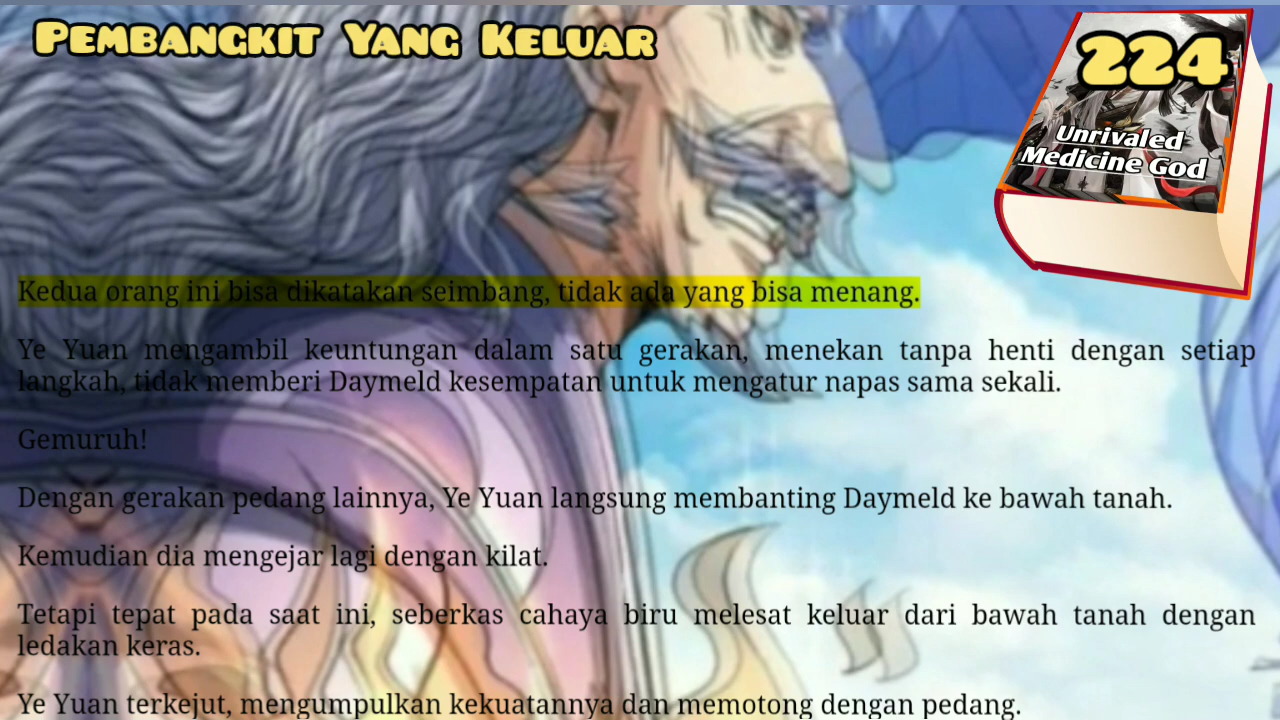 Pembangkit Yang Keluar
224
Unrivaled
Medicine God
Kedua orang ini bisa dikatakan seimbang, tidak ada yang bisa menang.
Ye Yuan mengambil keuntungan dalam satu gerakan, menekan tanpa henti dengan setiap
langkah, tidak memberi Daymeld kesempatan untuk mengatur napas sama sekali.
Gemuruh!
Dengan gerakan pedang lainnya, Ye Yuan langsung membanting Daymeld ke bawah tanah.
Kemudian dia mengejar lagi dengan kilat.
Tetapi tepat pada saat ini, seberkas cahaya biru melesat keluar dari bawah tanah dengan
ledakan keras.
Ye Yuan terkejut, mengumpulkan kekuatannya dan memotong dengan pedang.